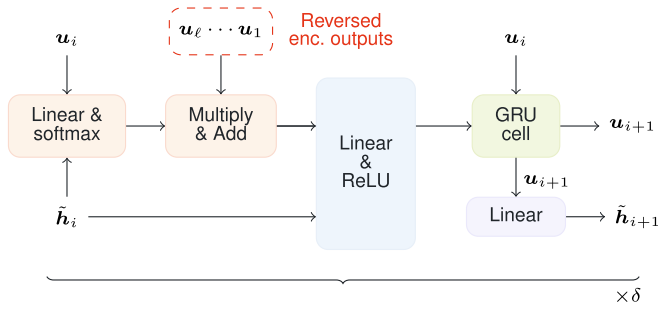 Reversed
enc. outputs
u_ℓ ⋯ u_1
u_i
u_i
Linear &
softmax
Multiply
& Add
Linear
&
ReLU
GRU
cell
u_{i+1}
u_{i+1}
h̃_i
Linear
h̃_{i+1}
×δ